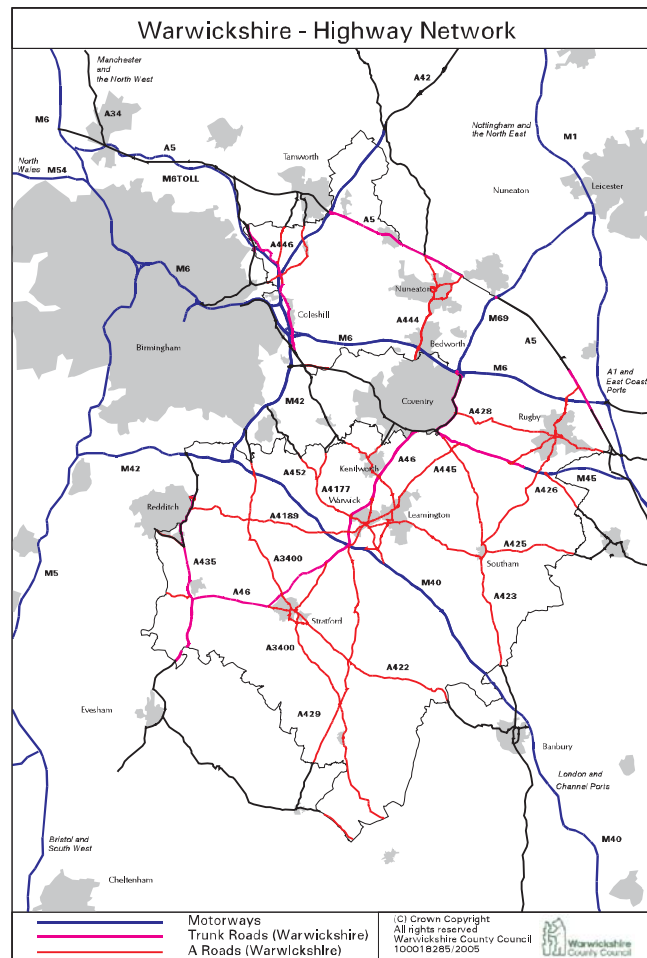 Warwickshire - Highway Network
Manchester
and
the North West
A42
M6
A34
Nottingham and
the North East
M1
A5
North
Wales
M54
M6TOLL
Tamworth
Nuneaton
Leicester
A5
A446
M6
Nuneaton
Coleshill
A444
M69
Birmingham
M6
Bedworth
A5
M6
A1 and
East Coast
Ports
M42
Coventry
A428
Rugby
M42
A452
Kenilworth
A46
A445
A4177
Warwick
M45
A426
Redditch
A4189
Leamington
A435
A3400
A425
Southam
M5
M40
A46
A423
Stratford
A3400
A422
Evesham
A429
Banbury
London and
Channel Ports
Bristol and
South West
M40
Cheltenham
Motorways
Trunk Roads (Warwickshire)
A Roads (Warwickshire)
(C) Crown Copyright
All rights reserved
Warwickshire County Council
100018285/2005
Warwickshire
County Council